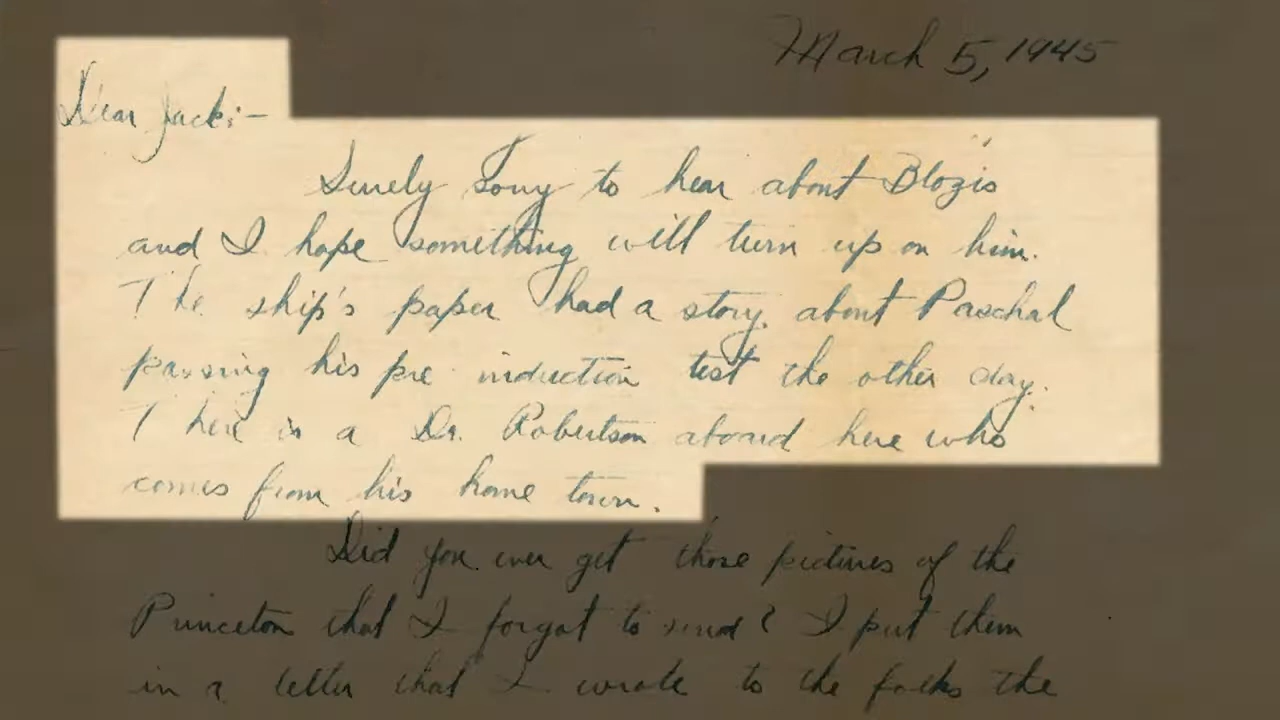 March 5, 1945
Dear Jack:-
Surely Sorry to hear about Blozis
and I hope something will turn up on him.
The ship's paper had a story about Paschal
passing his pre induction test the other day.
There is a Dr. Robertson aboard here who
comes from his home town.
Did you ever get those pictures of the
Princeton that I forgot to send? I put them
in a letter that I wrote to the folks the